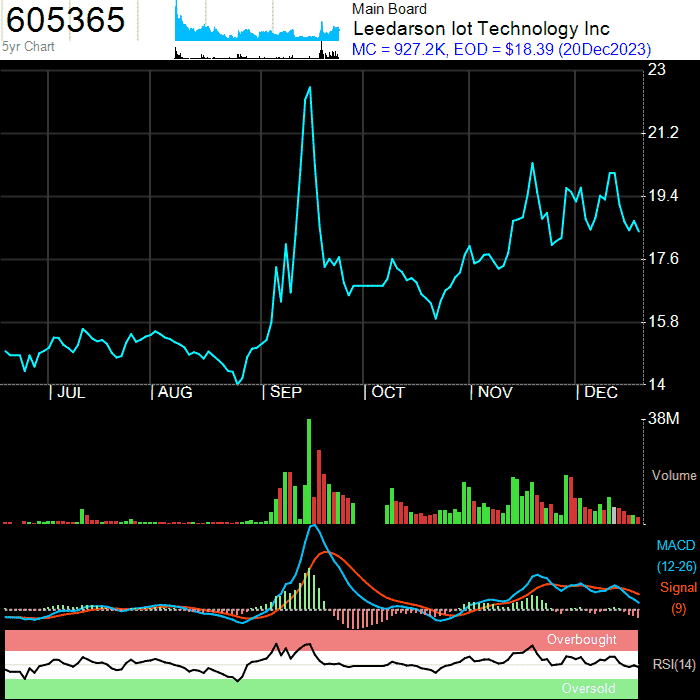 605365
5yr Chart
Main Board
Leedarson Iot Technology Inc
MC = 927.2K, EOD = $18.39 (20Dec2023)
23
21.2
19.4
17.6
15.8
14
| JUL | AUG | SEP | OCT | NOV | DEC
38M
Volume
MACD
(12-26)
Signal
(9)
Overbought
RSI(14)
Oversold